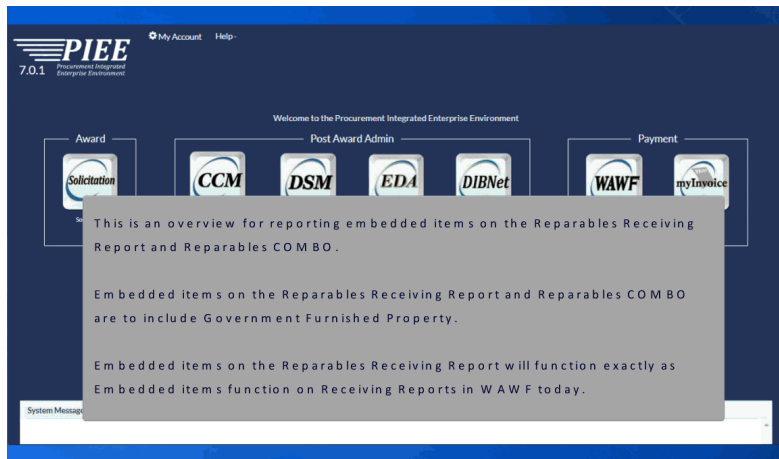 My Account Help
PIEE
7.0.1 Procurement Integrated
Enterprise Environment
Welcome to the Procurement Integrated Enterprise Environment
Award Post Award Admin Payment
Solicitation CCM DSM EDA DIBNet WAWF myInvoice
This is an overview for reporting embedded items on the Reparables Receiving
Report and Reparables COMBO.
Embedded items on the Reparables Receiving Report and Reparables COMBO
are to include Government Furnished Property.
Embedded items on the Reparables Receiving Report will function exactly as
Embedded items function on Receiving Reports in WAWF today.
System Message